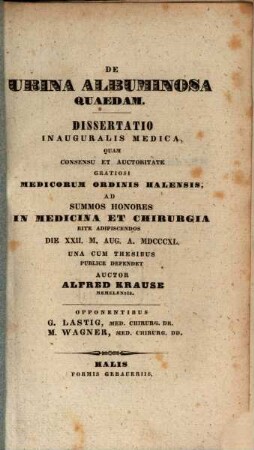 DE
URINA ALBUMINOSA
QUAEDAM.
DISSERTATIO
INAUGURALIS MEDICA,
QUAM
CONSENSU ET AUCTORITATE
GRATIOSI
MEDICORUM ORDINIS HALENSIS,
AD
SUMMOS HONORES
IN MEDICINA ET CHIRURGIA
RITE ADIPISCENDOS
DIE XXII. M. AUG. A. MDCCCXL.
UNA CUM THESIBUS
PUBLICE DEFENDET
AUCTOR
ALFRED KRAUSE
MEMELENSIS.
OPPONENTIBUS
G. LASTIG, MED. CHIRURG. DR.
M. WAGNER, MED. CHIRURG. DD.
HALIS
FORMIS GEBAUERIIS.